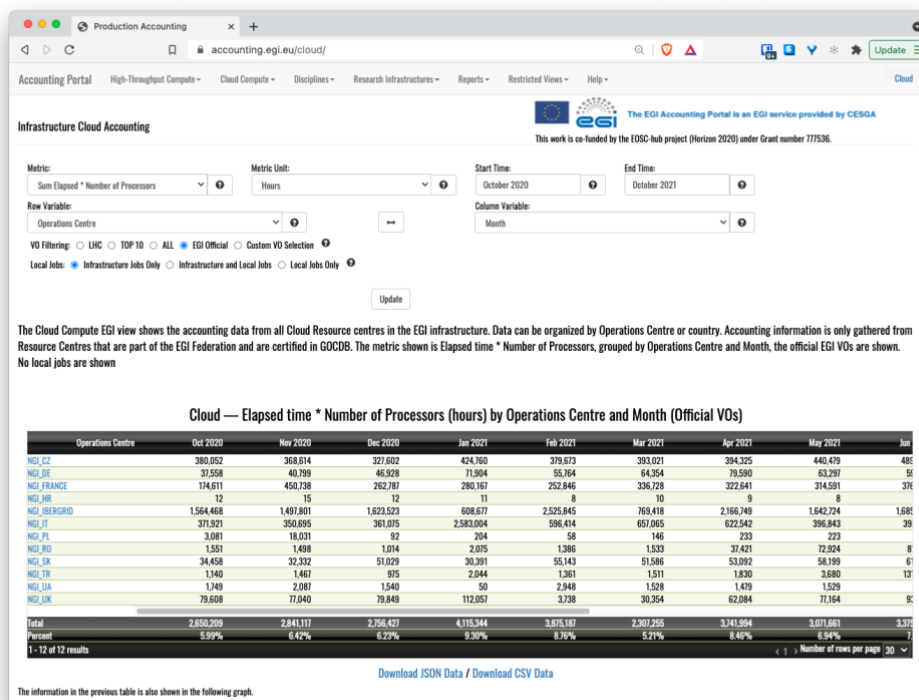 Production Accounting
accounting.egi.eu/cloud/
Update
Accounting Portal High-Throughput Compute Cloud Compute Disciplines Research Infrastructures Reports Restricted Views Help Cloud
Infrastructure Cloud Accounting
egi
The EGI Accounting Portal is an EGI service provided by CESGA
This work is co-funded by the EOSC-hub project (Horizon 2020) under Grant number 777536.
Metric: Metric Unit: Start Time: End Time:
Sum Elapsed * Number of Processors Hours October 2020 October 2021
Row Variable: Column Variable:
Operations Centre Month
VO Filtering: LHC TOP 10 ALL EGI Official Custom VO Selection
Local Jobs: Infrastructure Jobs Only Infrastructure and Local Jobs Local Jobs Only
Update
The Cloud Compute EGI view shows the accounting data from all Cloud Resource centres in the EGI infrastructure. Data can be organized by Operations Centre or country. Accounting information is only gathered from
Resource Centres that are part of the EGI Federation and are certified in GOCDB. The metric shown is Elapsed time * Number of Processors, grouped by Operations Centre and Month, the official EGI VOs are shown.
No local jobs are shown
Cloud — Elapsed time * Number of Processors (hours) by Operations Centre and Month (Official VOs)
Operations Centre Oct 2020 Nov 2020 Dec 2020 Jan 2021 Feb 2021 Mar 2021 Apr 2021 May 2021 Jun
NGI_CZ 380,052 368,614 327,602 424,760 379,673 393,021 394,325 440,479
NGI_DE 37,558 40,799 46,928 71,904 55,764 64,354 79,590 63,297
NGI_FRANCE 174,611 450,738 262,787 280,167 252,846 336,728 322,641 314,591
NGI_HR 12 15 12 11 8 10 9 8
NGI_IBERGRID 1,564,468 1,497,801 1,623,523 608,677 2,525,845 769,418 2,166,749 1,642,724
NGI_IT 371,921 350,695 361,075 2,583,004 596,414 657,065 622,542 396,843
NGI_PL 3,081 18,031 92 204 58 146 233 223
NGI_RO 1,551 1,498 1,014 2,075 1,386 1,533 37,421 72,924
NGI_SK 34,458 32,332 51,029 30,391 55,143 51,586 53,092 58,199
NGI_TR 1,140 1,467 975 2,044 1,361 1,511 1,830 3,680
NGI_UA 1,749 2,087 1,540 50 2,948 1,528 1,479 1,529
NGI_UK 79,608 77,040 79,849 112,057 3,738 30,354 62,084 77,164
Total 2,650,209 2,841,117 2,756,427 4,115,344 3,875,187 2,307,255 3,741,994 3,071,661
Percent 5.99% 6.42% 6.23% 9.30% 8.76% 5.21% 8.46% 6.94%
1 - 12 of 12 results 1 Number of rows per page 30
Download JSON Data / Download CSV Data
The information in the previous table is also shown in the following graph.